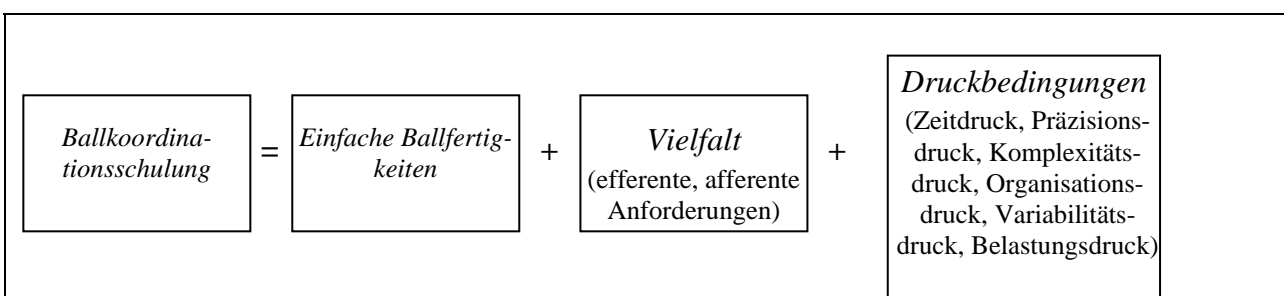 Ballkoordina-
tionsschulung
=
Einfache Ballfertig-
keiten
+
Vielfalt
(efferente, afferente
Anforderungen)
+
Druckbedingungen
(Zeitdruck, Präzisions-
druck, Komplexitäts-
druck, Organisations-
druck, Variabilitäts-
druck, Belastungsdruck)